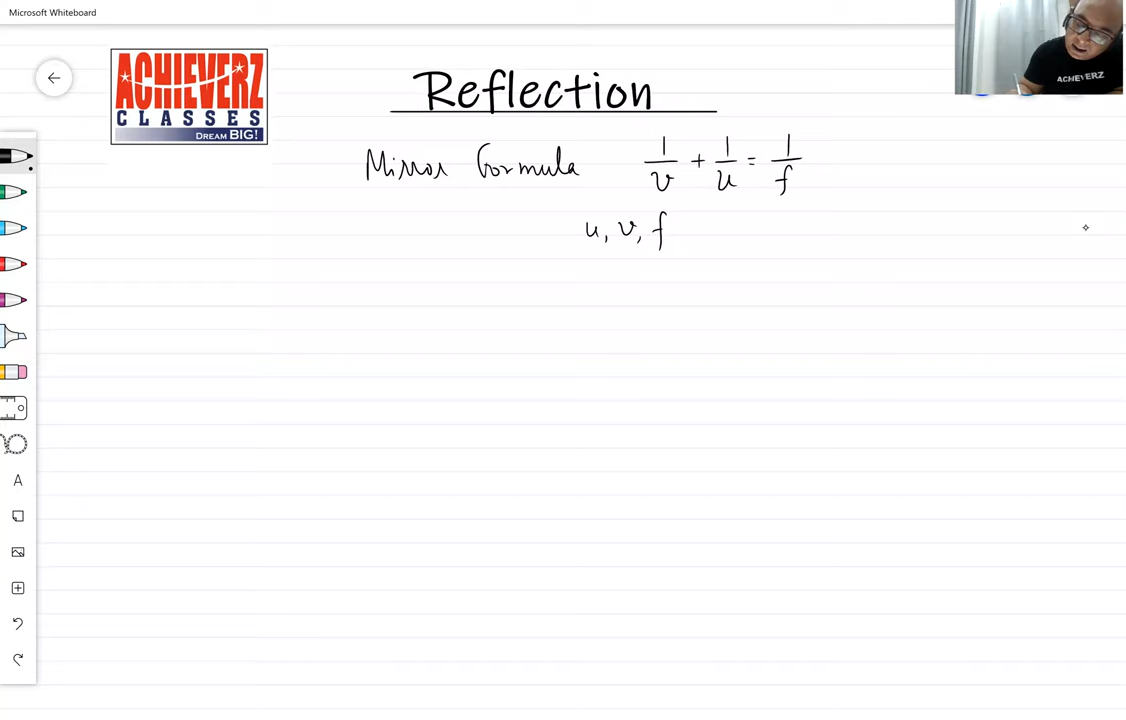 Microsoft Whiteboard
ACHIEVERZ
CLASSES
DREAM BIG!
Reflection
ACHIEVERZ
Mirror formula 1/v + 1/u = 1/f
u, v, f
A